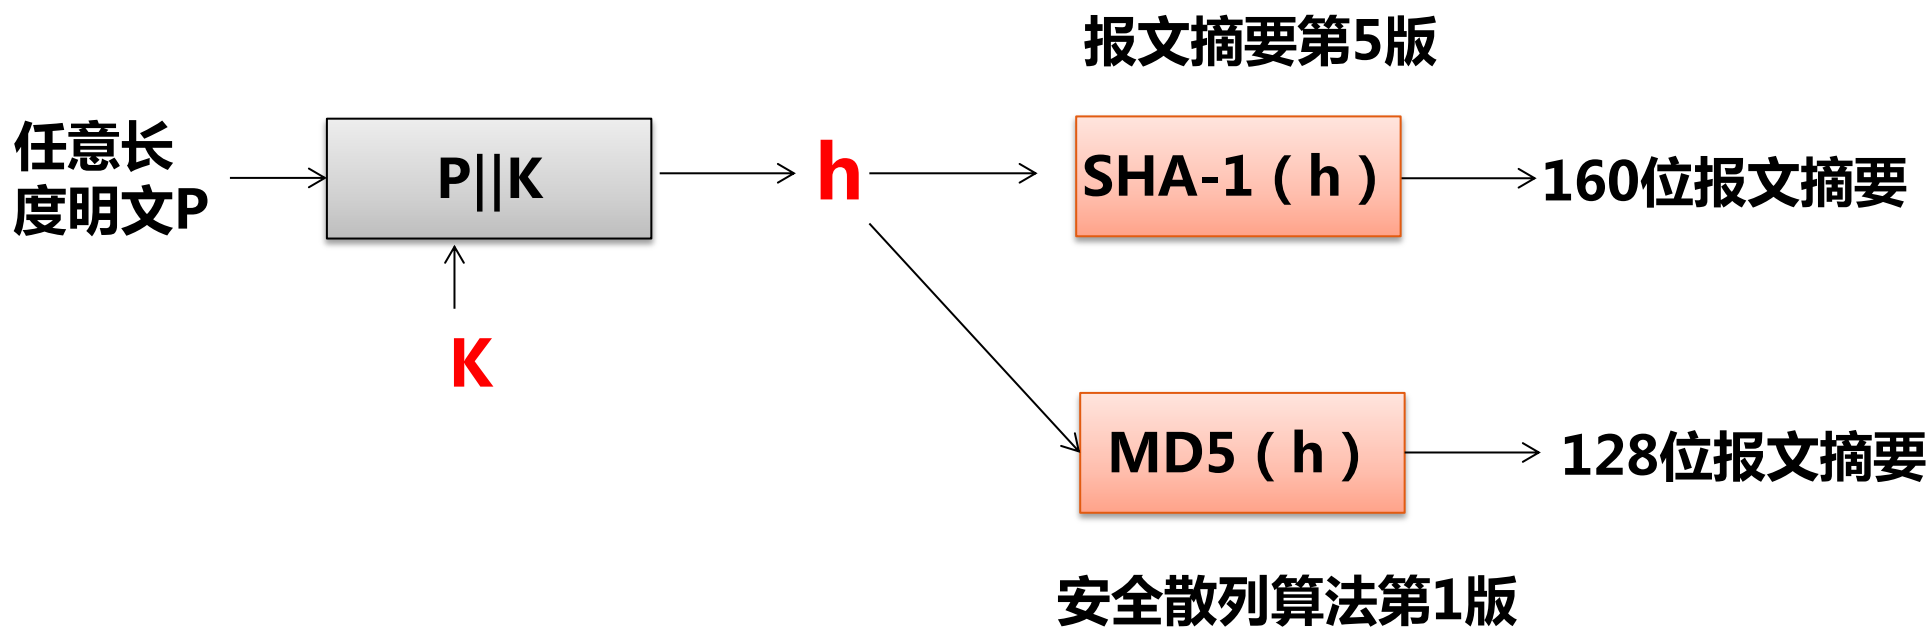 报文摘要第5版
任意长
度明文P
P||K
h
SHA-1（h）
160位报文摘要
K
MD5（h）
128位报文摘要
安全散列算法第1版